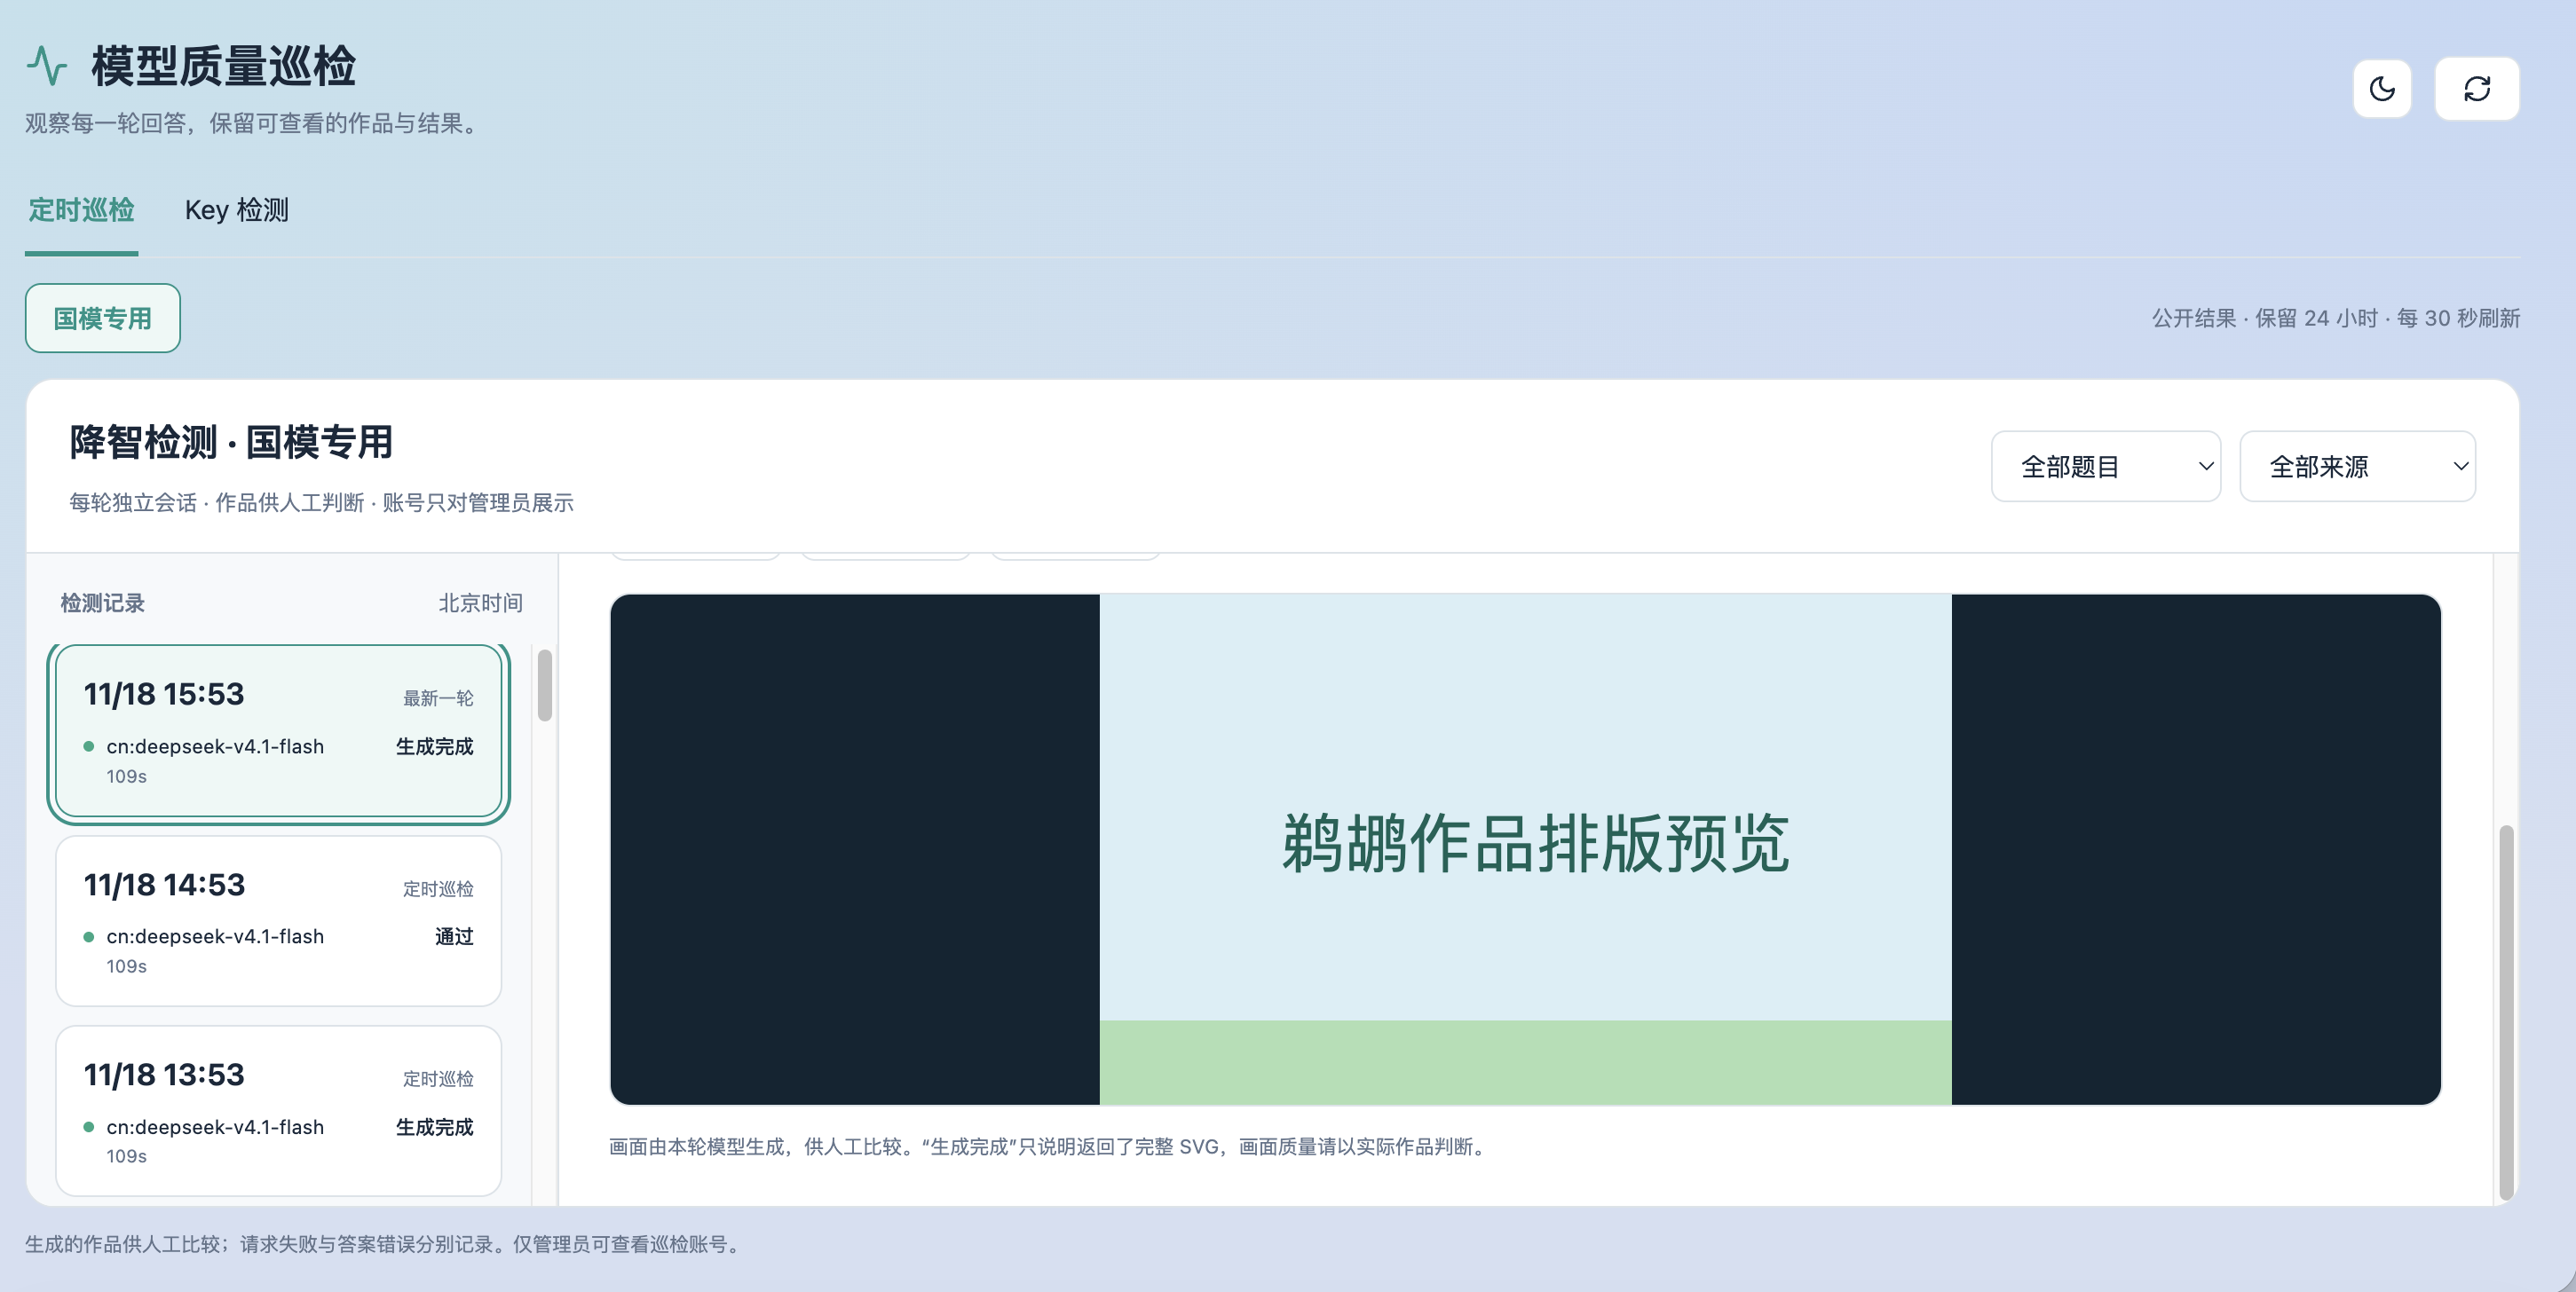 模型质量巡检
观察每一轮回答，保留可查看的作品与结果。
定时巡检
Key 检测
国模专用
公开结果 · 保留 24 小时 · 每 30 秒刷新
降智检测 · 国模专用
每轮独立会话 · 作品供人工判断 · 账号只对管理员展示
全部题目
全部来源
检测记录
北京时间
11/18 15:53
最新一轮
cn:deepseek-v4.1-flash
生成完成
109s
11/18 14:53
定时巡检
cn:deepseek-v4.1-flash
通过
109s
11/18 13:53
定时巡检
cn:deepseek-v4.1-flash
生成完成
109s
鹈鹕作品排版预览
画面由本轮模型生成，供人工比较。“生成完成”只说明返回了完整 SVG，画面质量请以实际作品判断。
生成的作品供人工比较；请求失败与答案错误分别记录。仅管理员可查看巡检账号。